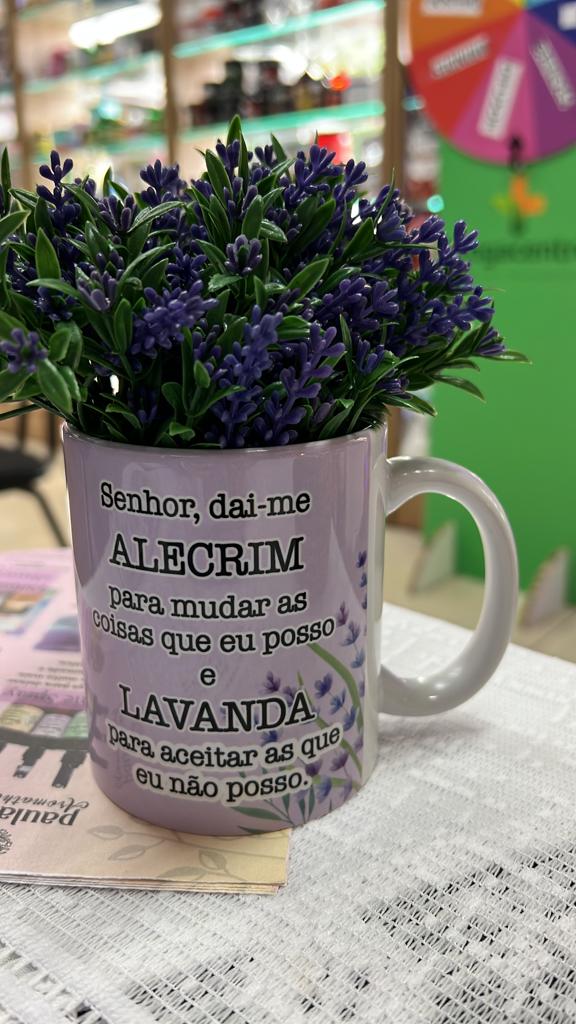 Senhor, dai-me
ALECRIM
para mudar as
coisas que eu posso
e
LAVANDA
para aceitar as que
eu não posso.
paula